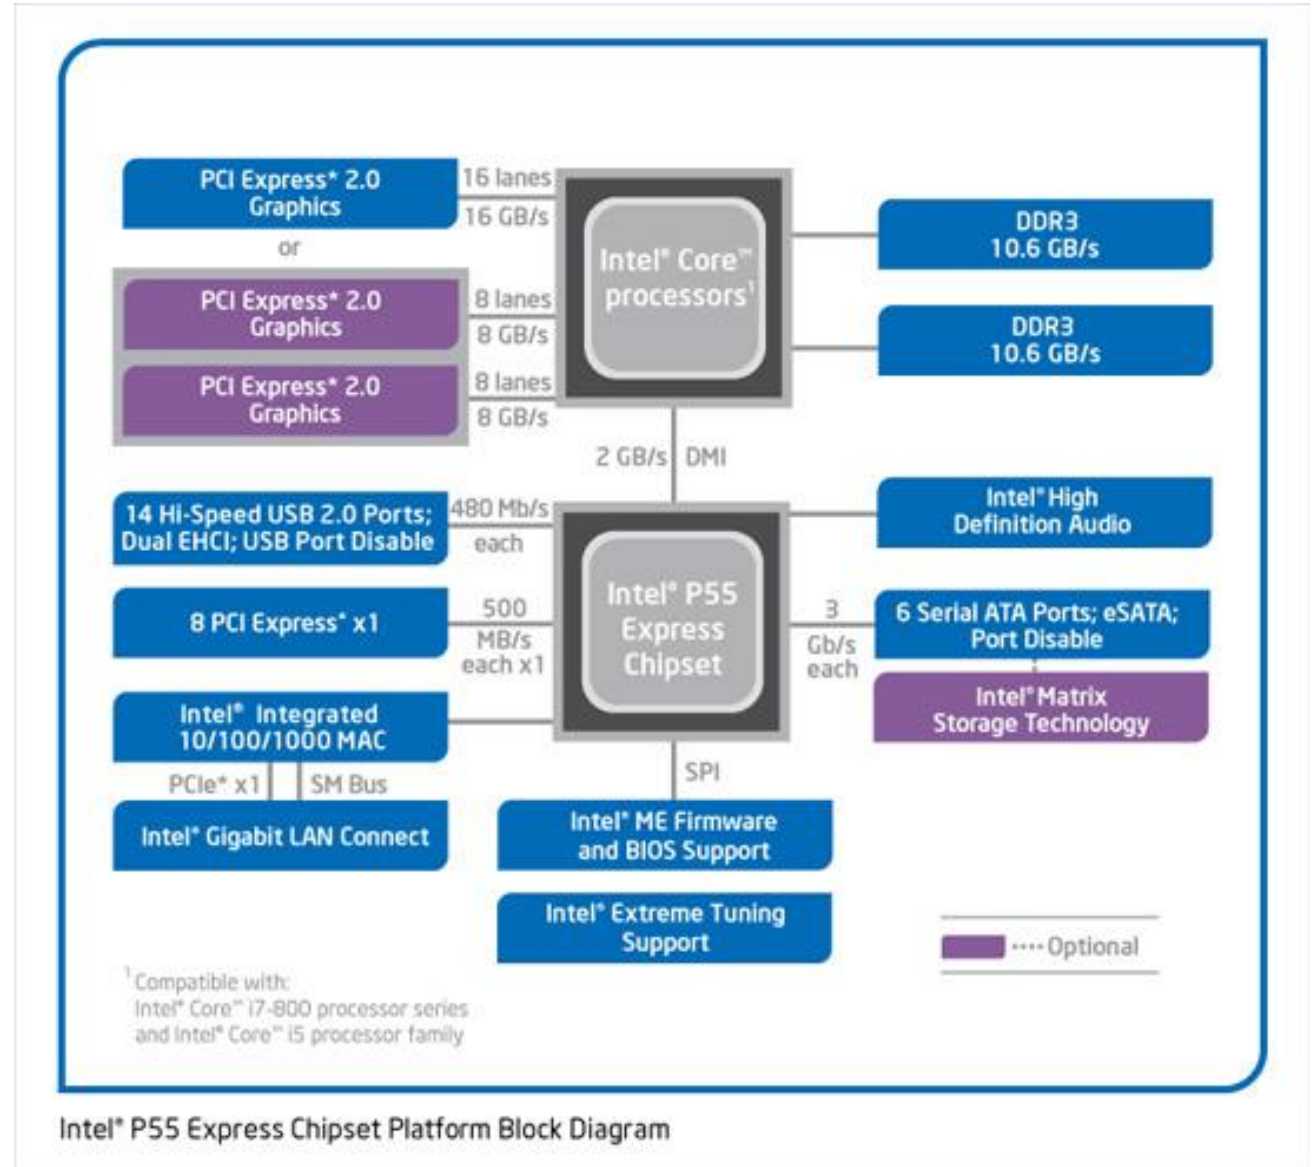 PCI Express* 2.0
Graphics
16 lanes
16 GB/s
or
PCI Express* 2.0
Graphics
8 lanes
8 GB/s
PCI Express* 2.0
Graphics
8 lanes
8 GB/s
Intel® Core™
processors¹
DDR3
10.6 GB/s
DDR3
10.6 GB/s
2 GB/s
DMI
14 Hi-Speed USB 2.0 Ports;
Dual EHCI; USB Port Disable
480 Mb/s
each
8 PCI Express* x1
500
MB/s
each x1
Intel® Integrated
10/100/1000 MAC
PCIe* x1
SM Bus
Intel® Gigabit LAN Connect
Intel® P55
Express
Chipset
Intel® High
Definition Audio
3
Gb/s
each
6 Serial ATA Ports; eSATA;
Port Disable
Intel® Matrix
Storage Technology
SPI
Intel® ME Firmware
and BIOS Support
Intel® Extreme Tuning
Support
Optional
¹ Compatible with:
Intel® Core™ i7-800 processor series
and Intel® Core™ i5 processor family
Intel® P55 Express Chipset Platform Block Diagram